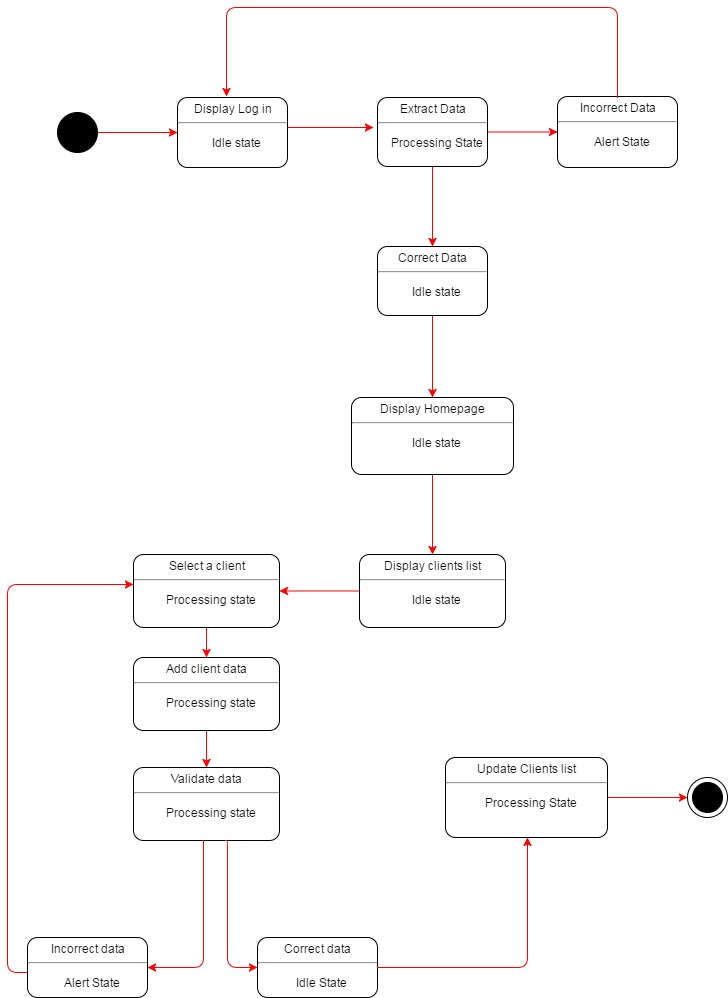 Display Log in
Idle state
Extract Data
Processing State
Incorrect Data
Alert State
Correct Data
Idle state
Display Homepage
Idle state
Display clients list
Idle state
Select a client
Processing state
Add client data
Processing state
Validate data
Processing state
Update Clients list
Processing State
Incorrect data
Alert State
Correct data
Idle State